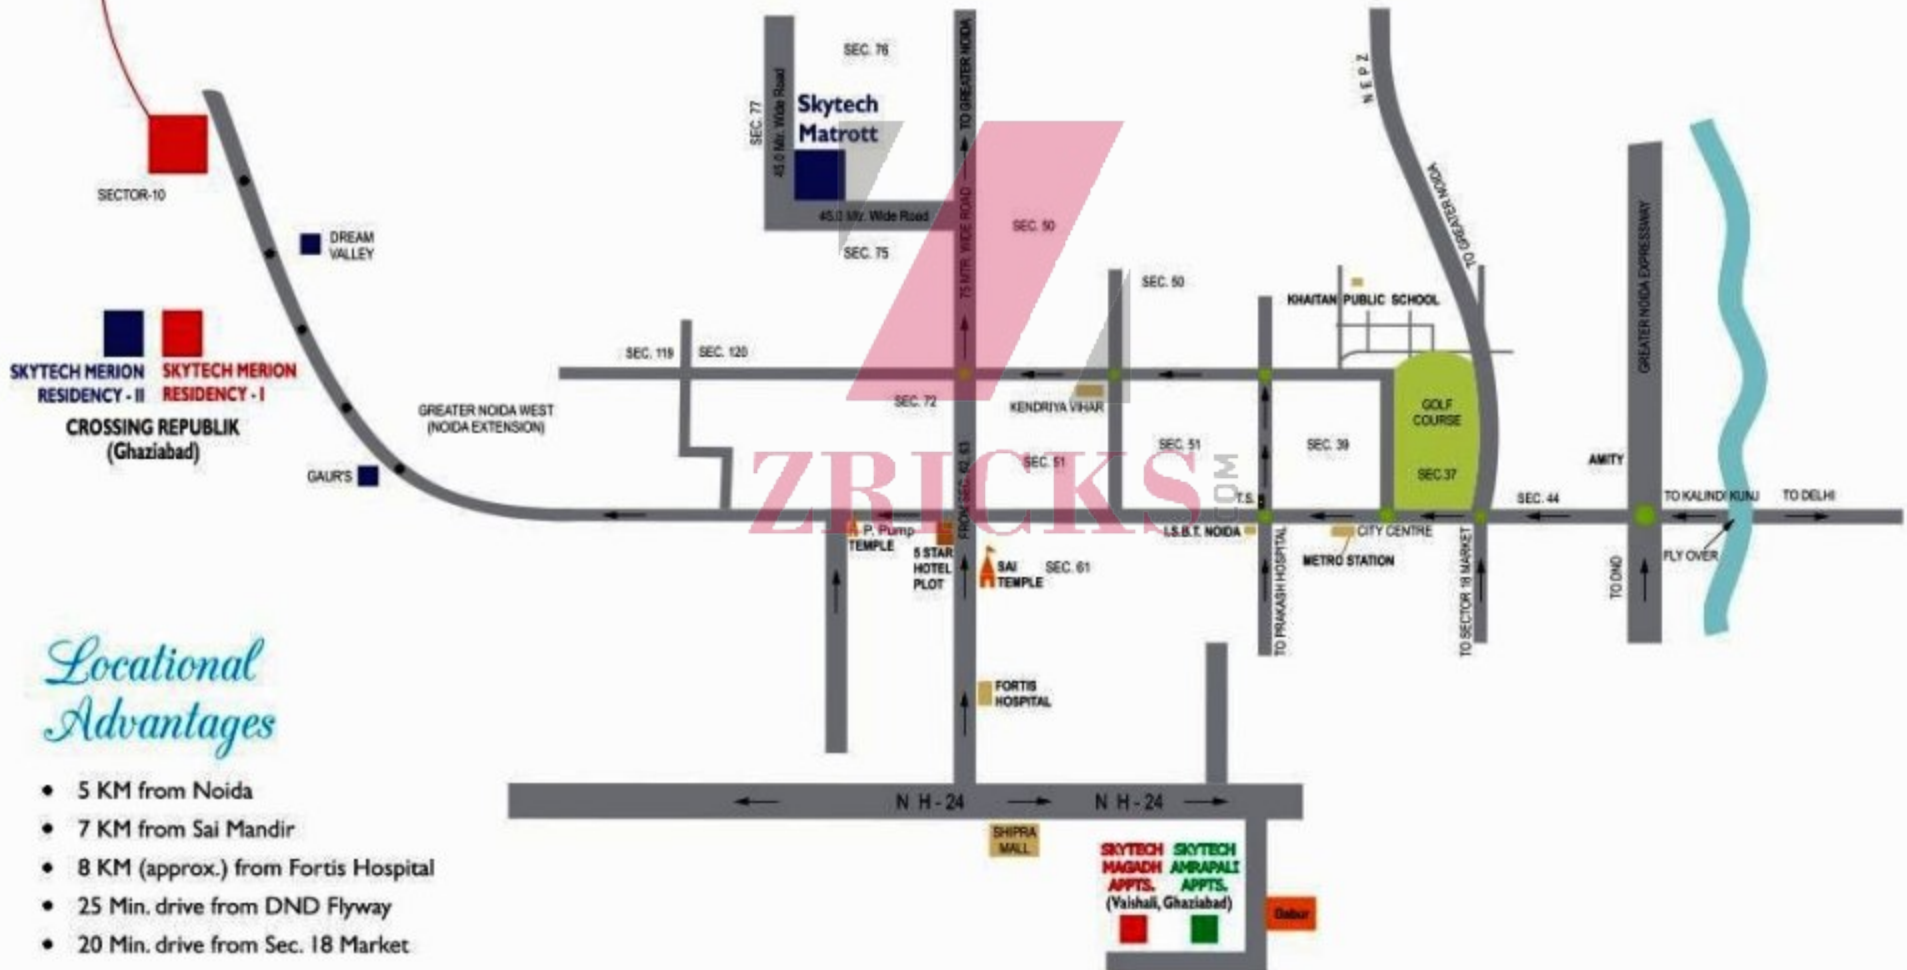 SEC. 76
SEC. 77
45.0 Mtr. Wide Road
Skytech
Matrott
TO GREATER NOIDA
75 MTR. WIDE ROAD
45.0 Mtr. Wide Road
SEC. 75
SEC. 50
SEC. 50
NEPZ
TO GREATER NOIDA
KHAITAN PUBLIC SCHOOL
GREATER NOIDA EXPRESSWAY
SECTOR-10
DREAM
VALLEY
SKYTECH MERION
RESIDENCY - II
SKYTECH MERION
RESIDENCY - I
CROSSING REPUBLIK
(Ghaziabad)
GREATER NOIDA WEST
(NOIDA EXTENSION)
GAUR'S
SEC. 119
SEC. 120
SEC. 72
KENDRIYA VIHAR
SEC. 51
SEC. 51
SEC. 39
GOLF
COURSE
SEC.37
AMITY
SEC. 44
TO KALINDI KUNJ
TO DELHI
FLY OVER
ZBICKS
.COM
FROM SEC. 62, 63
T.S.
I.S.B.T. NOIDA
CITY CENTRE
METRO STATION
P. Pump
TEMPLE
5 STAR
HOTEL
PLOT
SAI
TEMPLE
SEC. 61
TO PRAKASH HOSPITAL
TO SECTOR 18 MARKET
TO DND
FORTIS
HOSPITAL
N H - 24
N H - 24
SHIPRA
MALL
SKYTECH
MAGADH
APPTS.
SKYTECH
AMRAPALI
APPTS.
(Vaishali, Ghaziabad)
Dabur
Locational
Advantages
• 5 KM from Noida
• 7 KM from Sai Mandir
• 8 KM (approx.) from Fortis Hospital
• 25 Min. drive from DND Flyway
• 20 Min. drive from Sec. 18 Market